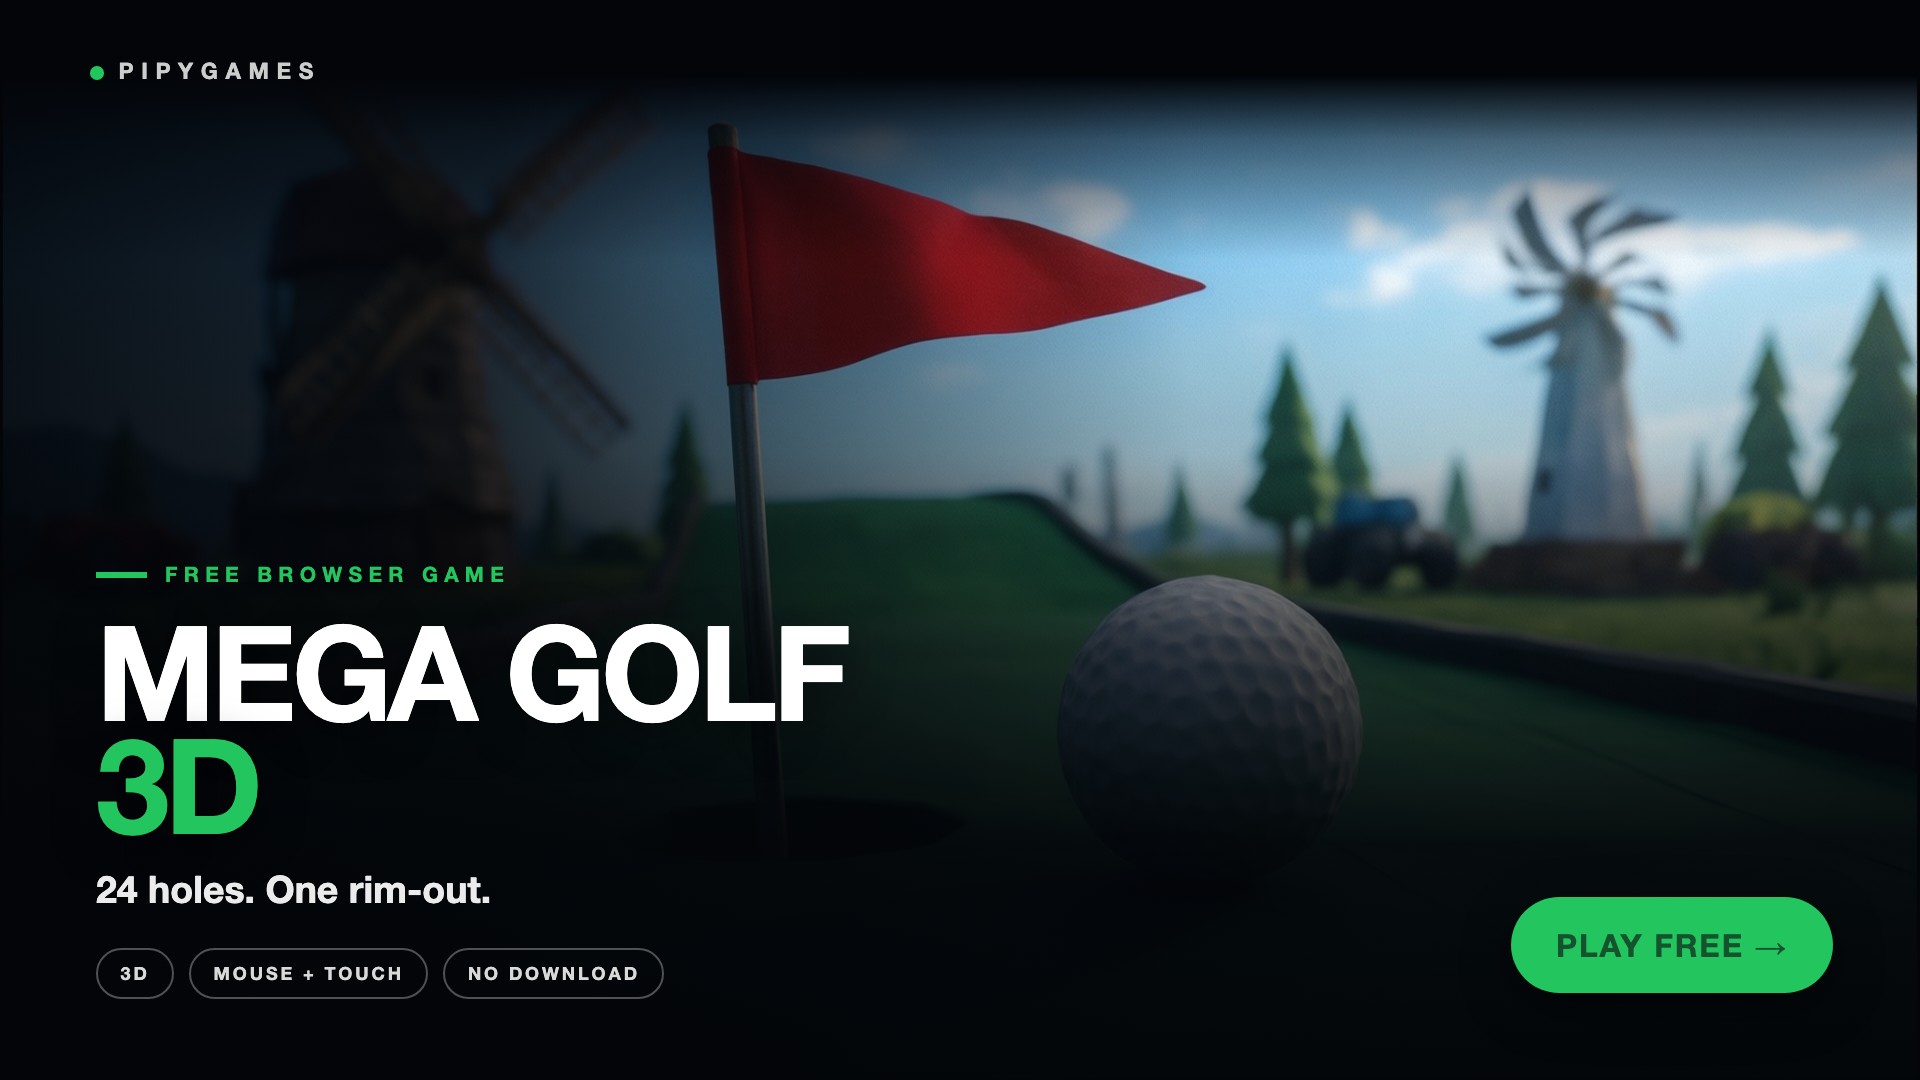 PIPYGAMES
FREE BROWSER GAME
MEGA GOLF
3D
24 holes. One rim-out.
3D
MOUSE + TOUCH
NO DOWNLOAD
PLAY FREE →